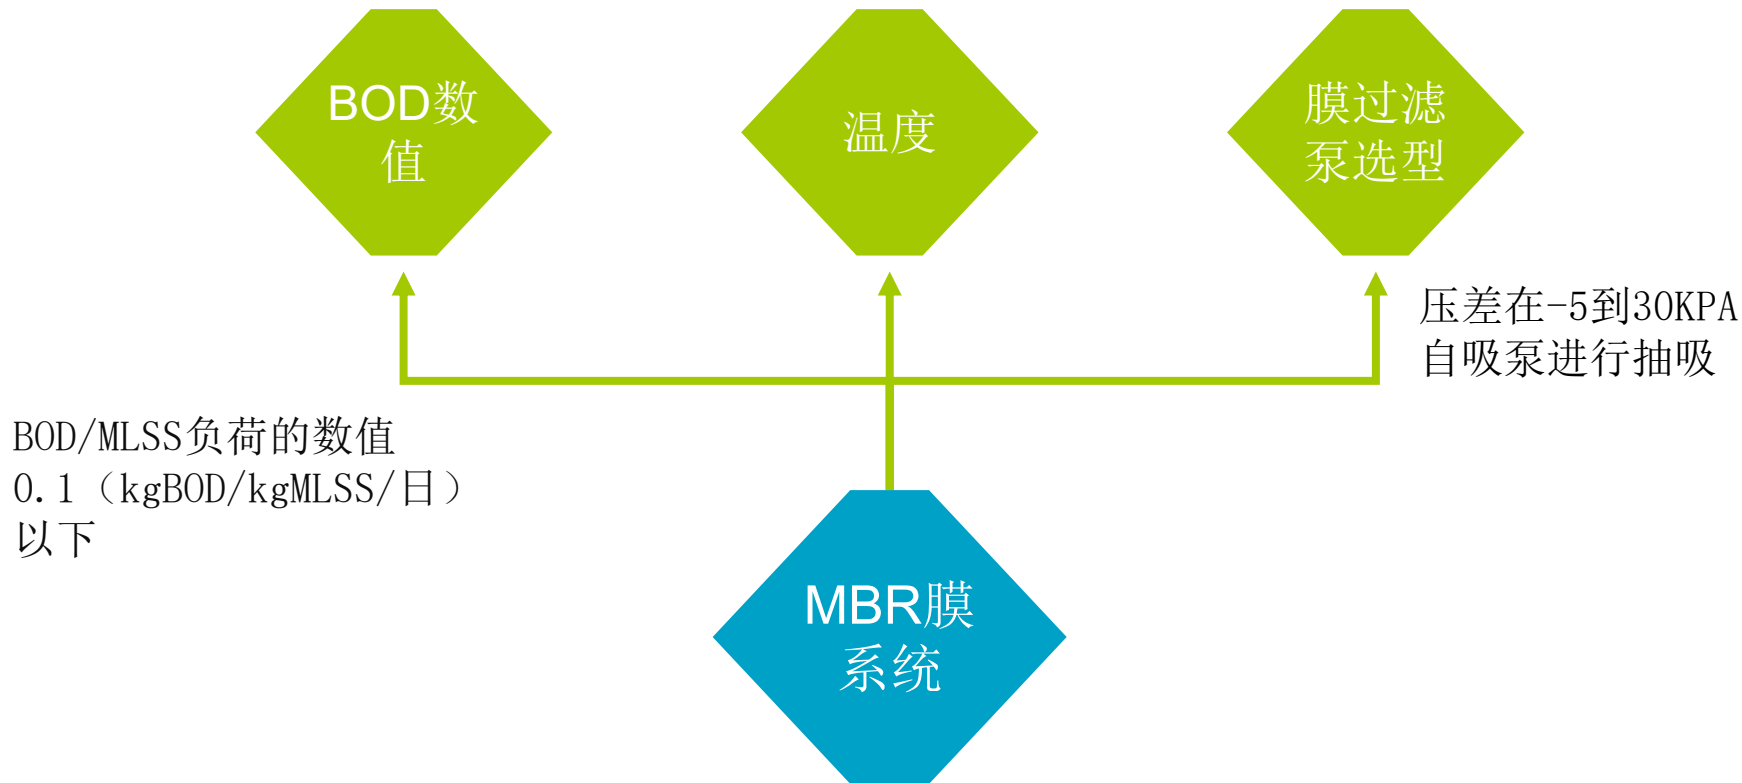 BOD数
值
温度
膜过滤
泵选型
压差在-5到30KPA
自吸泵进行抽吸
BOD/MLSS负荷的数值
0.1（kgBOD/kgMLSS/日）
以下
MBR膜
系统